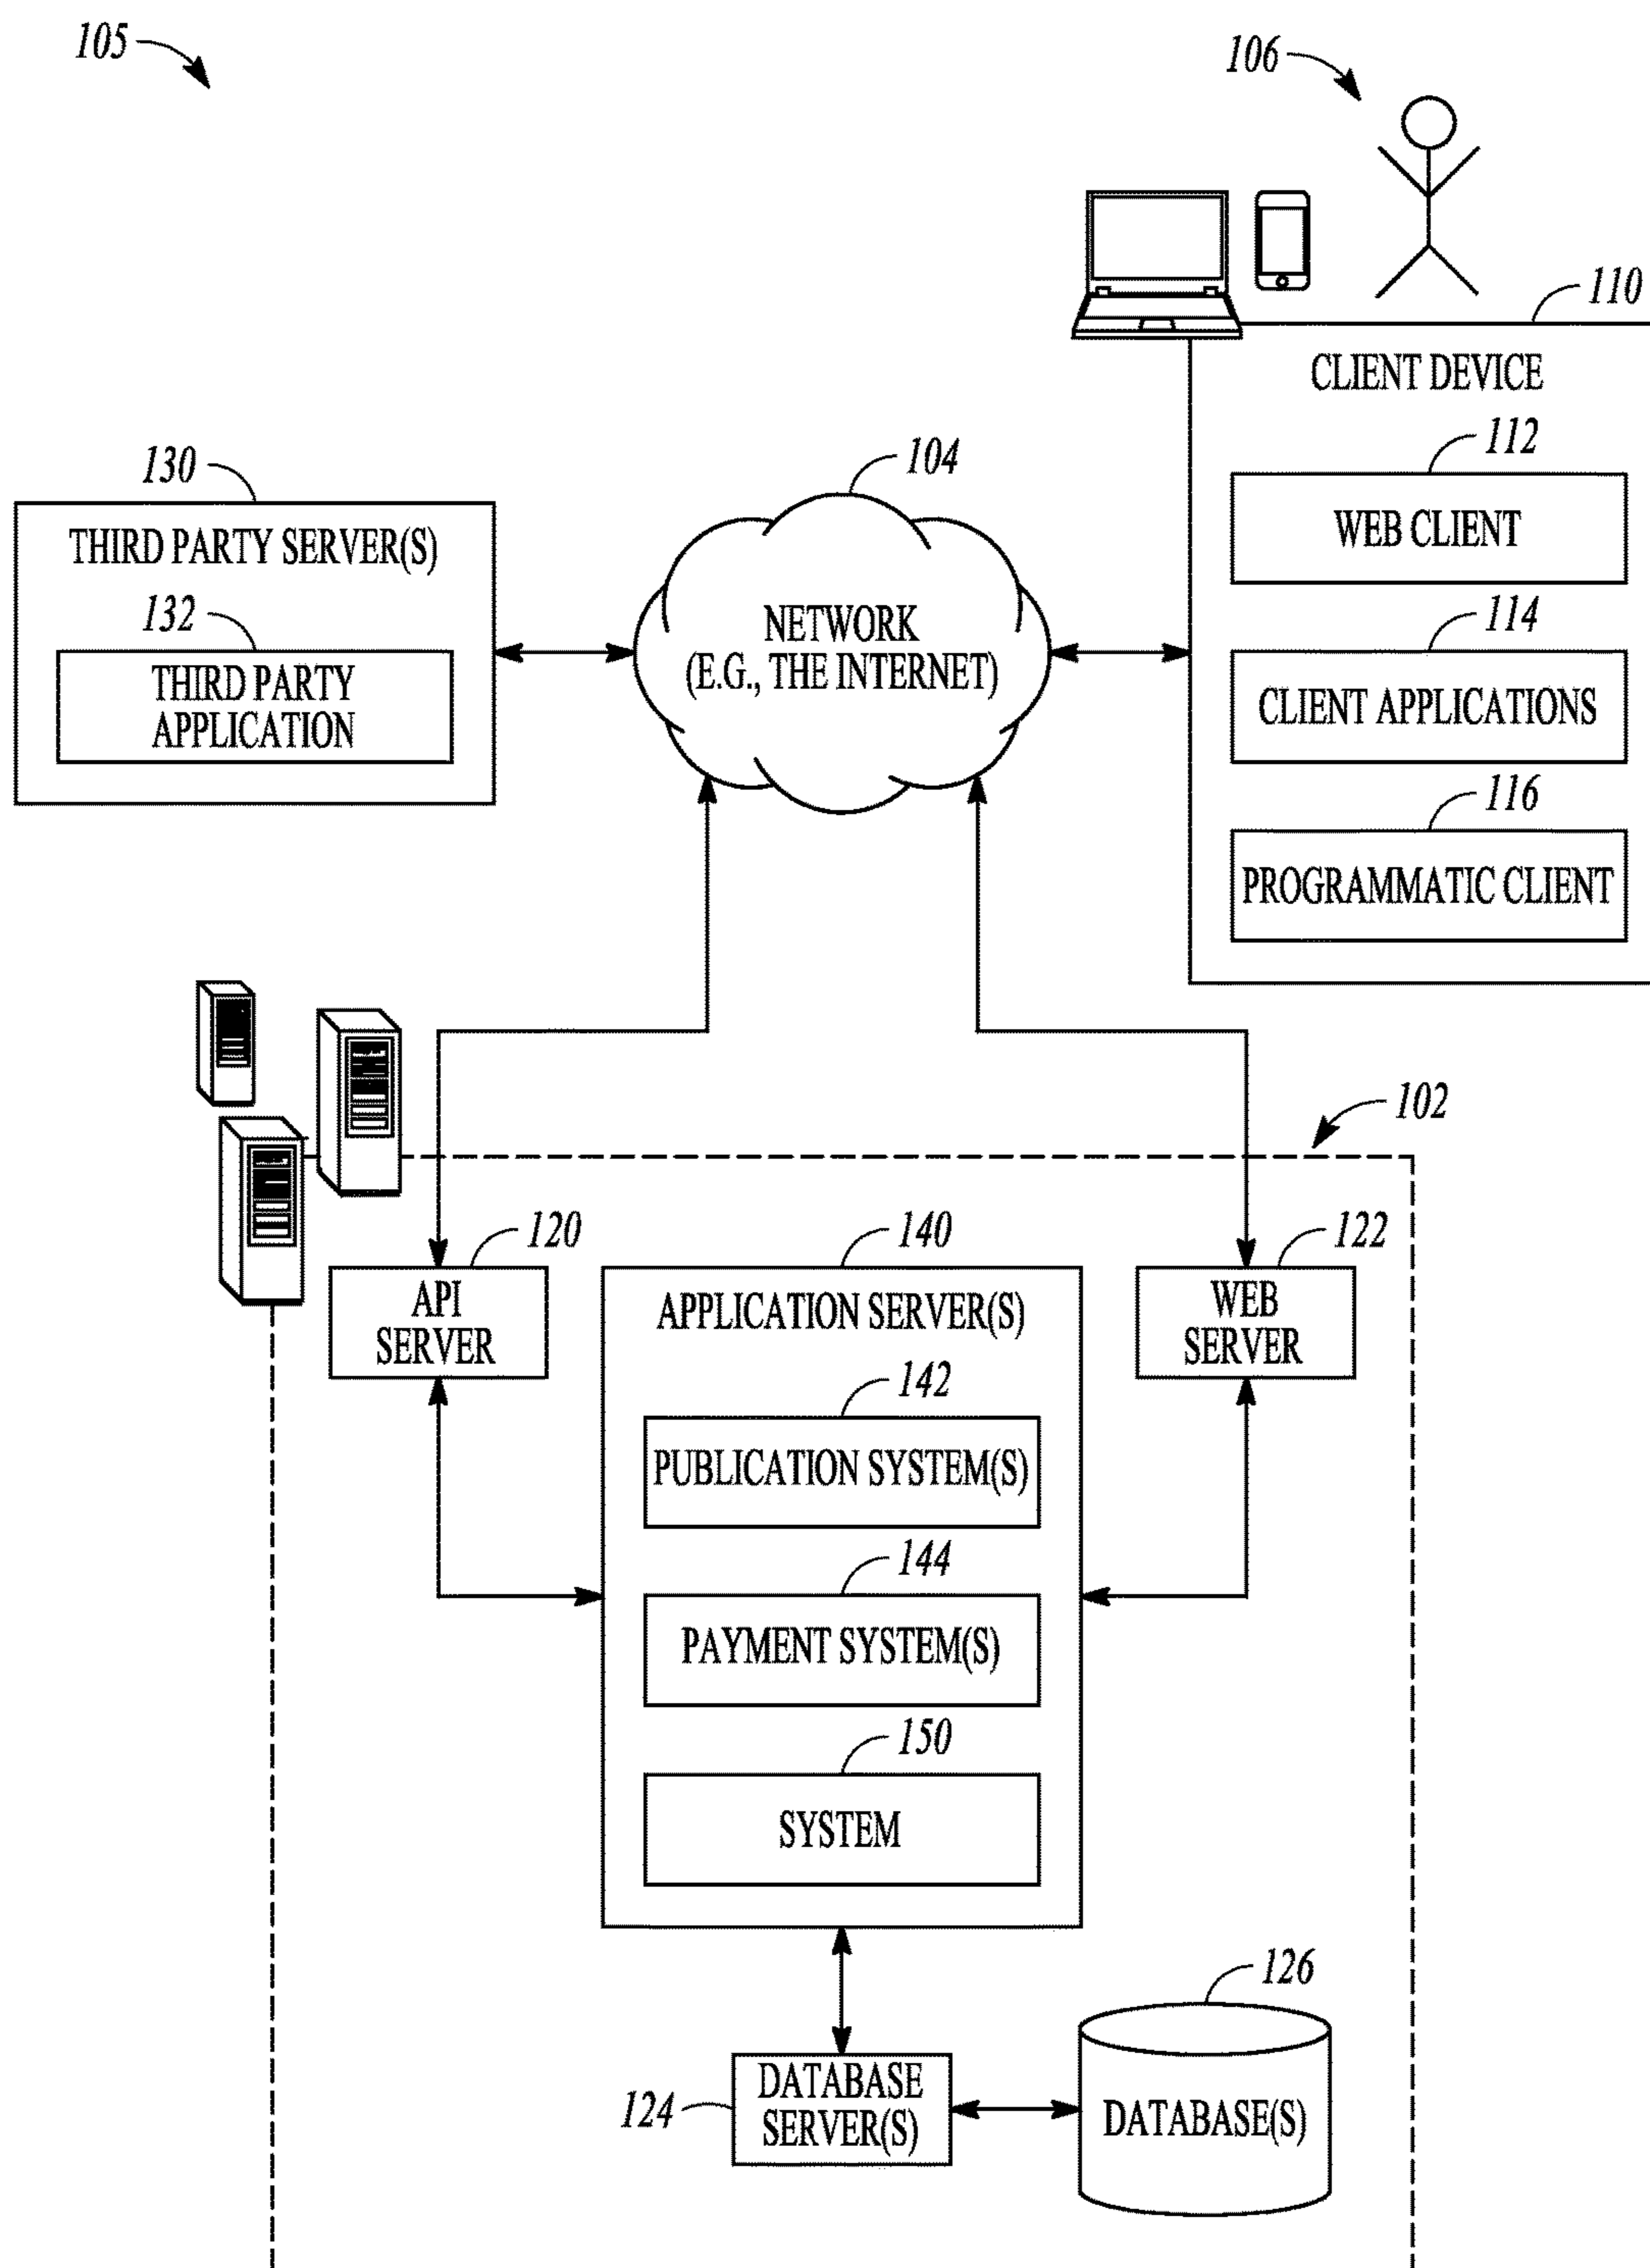 105
106
110
CLIENT DEVICE
112
WEB CLIENT
114
CLIENT APPLICATIONS
116
PROGRAMMATIC CLIENT
130
THIRD PARTY SERVER(S)
132
THIRD PARTY
APPLICATION
104
NETWORK
(E.G., THE INTERNET)
102
120
API
SERVER
140
APPLICATION SERVER(S)
142
PUBLICATION SYSTEM(S)
144
PAYMENT SYSTEM(S)
150
SYSTEM
122
WEB
SERVER
124
DATABASE
SERVER(S)
126
DATABASE(S)